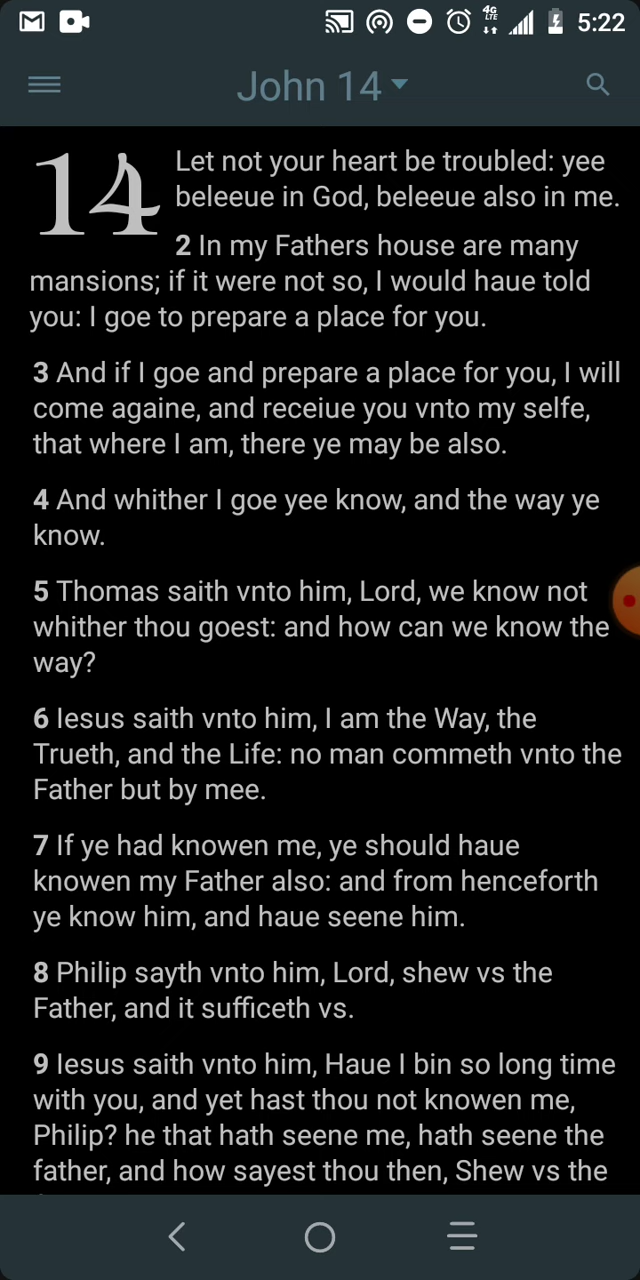 4G
LTE
5:22
John 14
14
Let not your heart be troubled: yee
beleeue in God, beleeue also in me.
2 In my Fathers house are many
mansions; if it were not so, I would haue told
you: I goe to prepare a place for you.
3 And if I goe and prepare a place for you, I will
come againe, and receiue you vnto my selfe,
that where I am, there ye may be also.
4 And whither I goe yee know, and the way ye
know.
5 Thomas saith vnto him, Lord, we know not
whither thou goest: and how can we know the
way?
6 Iesus saith vnto him, I am the Way, the
Trueth, and the Life: no man commeth vnto the
Father but by mee.
7 If ye had knowen me, ye should haue
knowen my Father also: and from henceforth
ye know him, and haue seene him.
8 Philip sayth vnto him, Lord, shew vs the
Father, and it sufficeth vs.
9 Iesus saith vnto him, Haue I bin so long time
with you, and yet hast thou not knowen me,
Philip? he that hath seene me, hath seene the
father, and how sayest thou then, Shew vs the